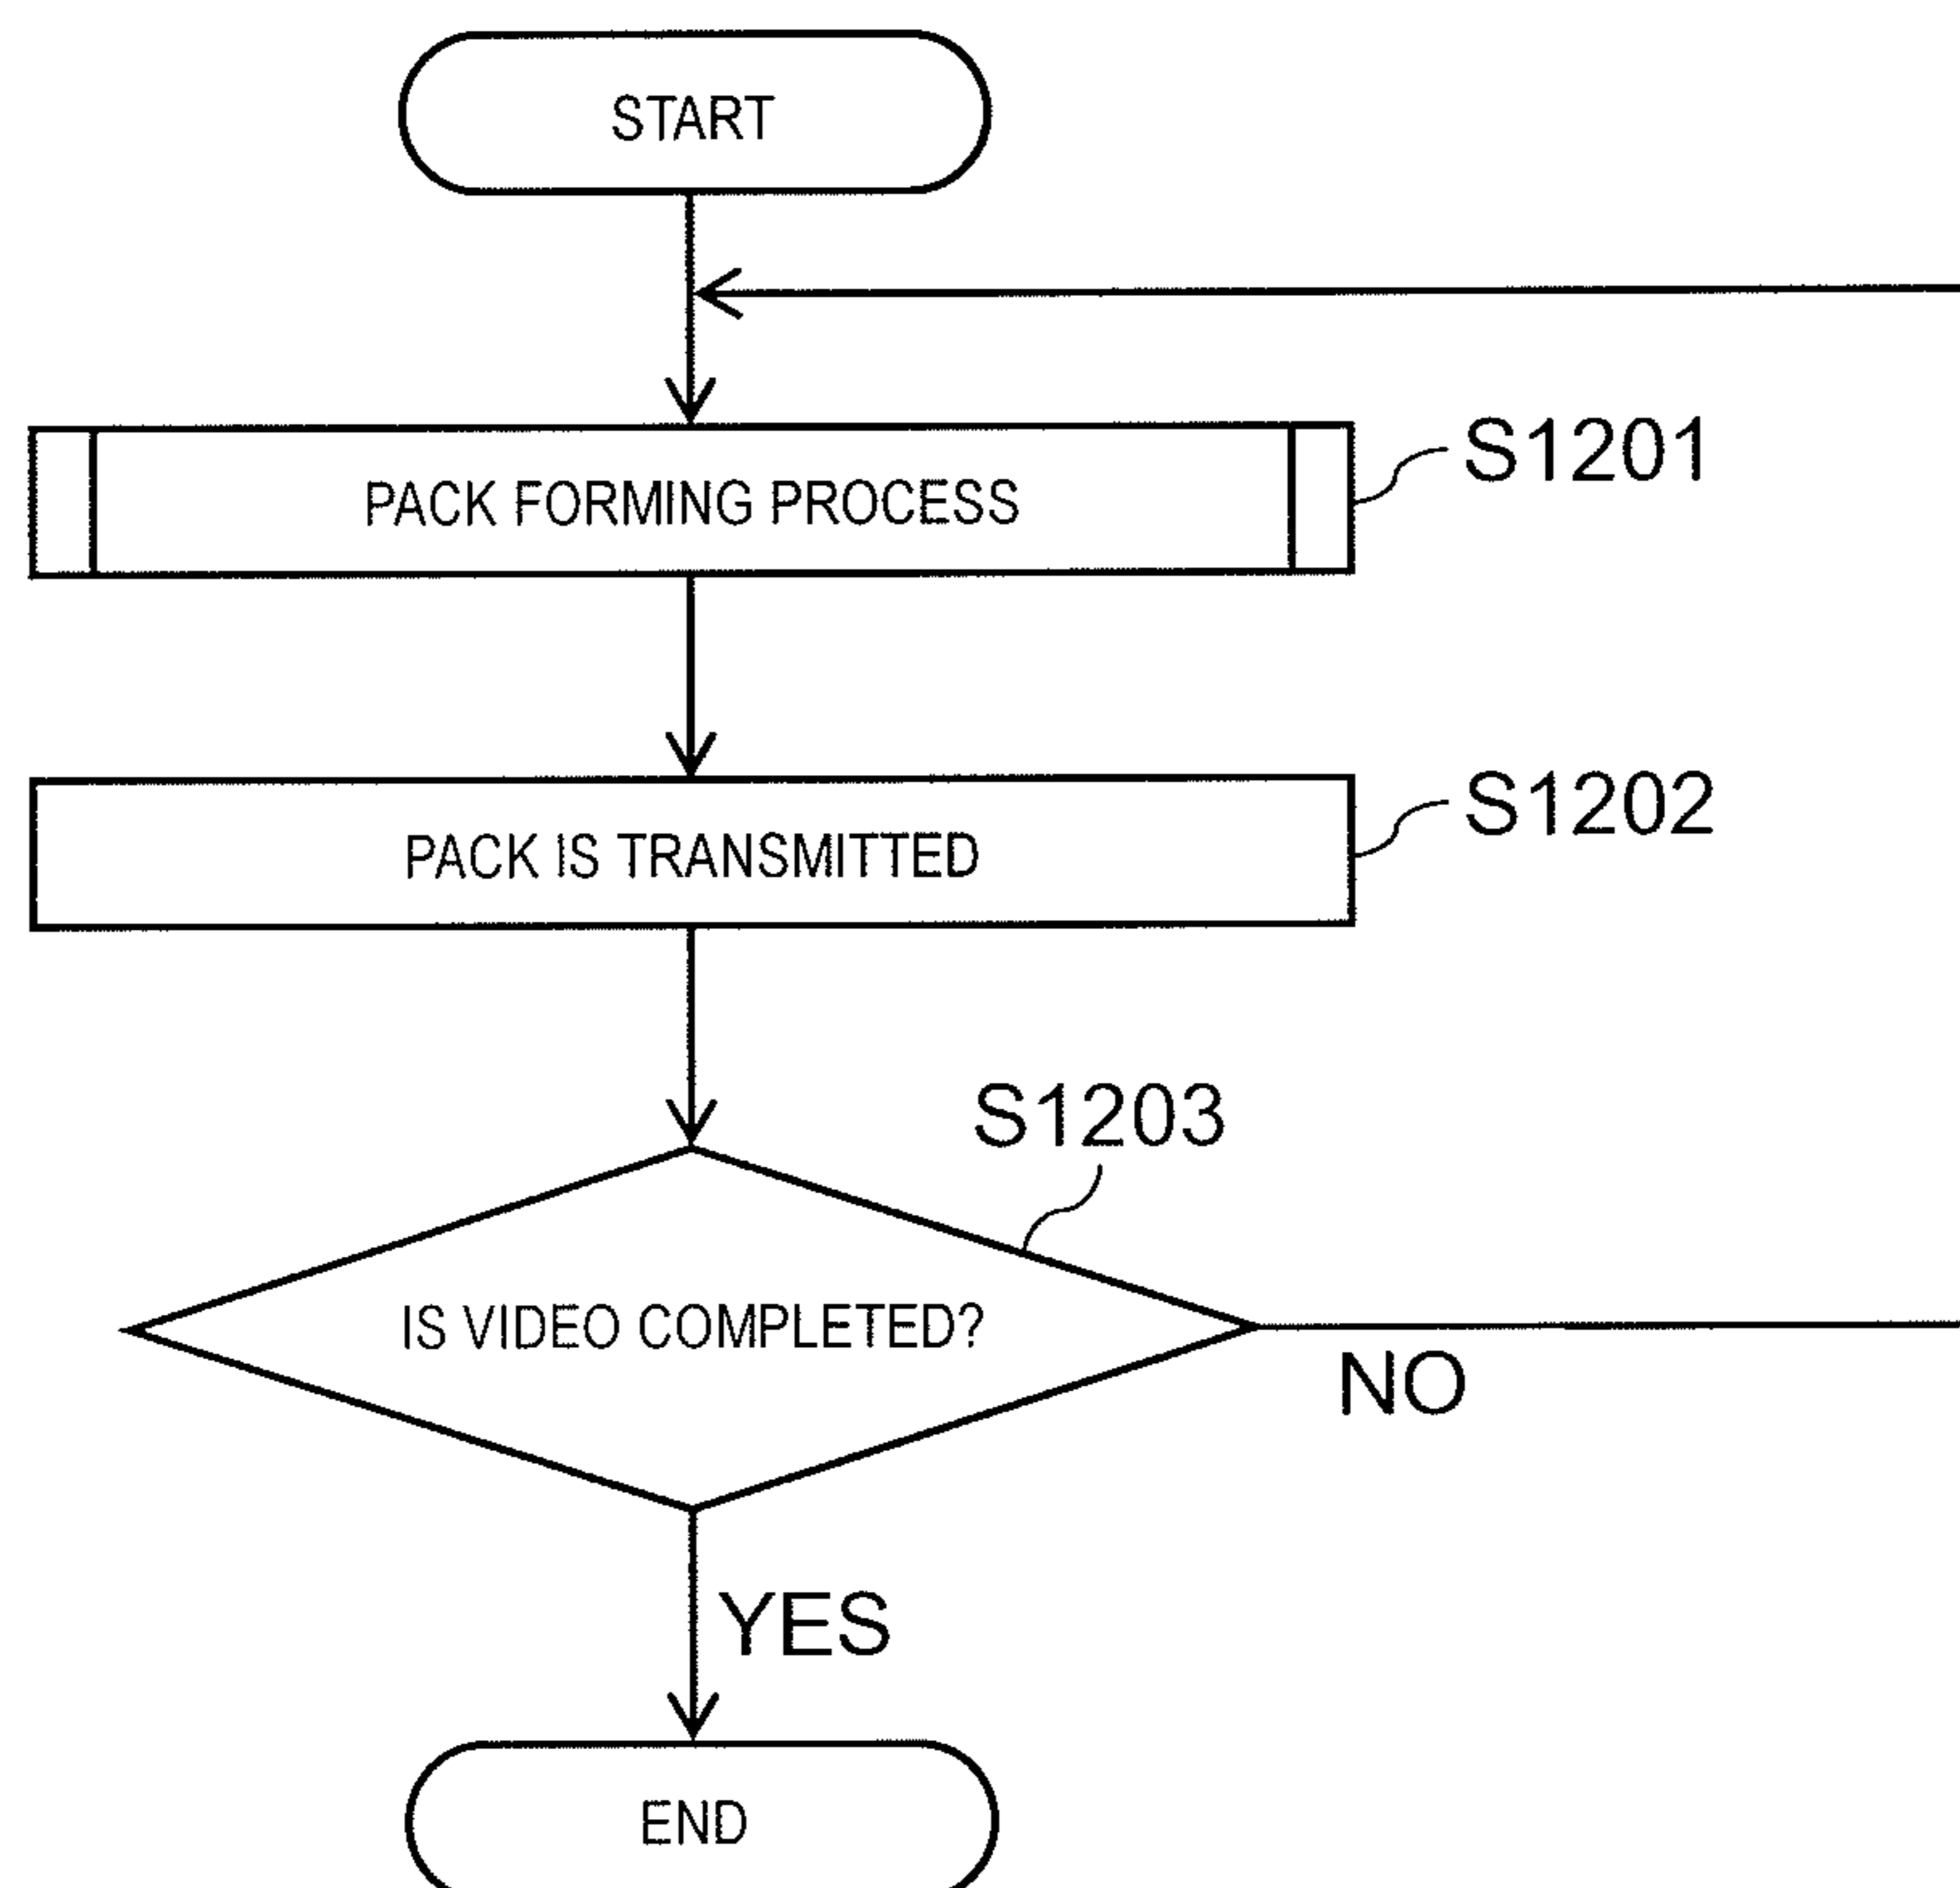 START
PACK FORMING PROCESS
S1201
PACK IS TRANSMITTED
S1202
S1203
IS VIDEO COMPLETED?
NO
YES
END